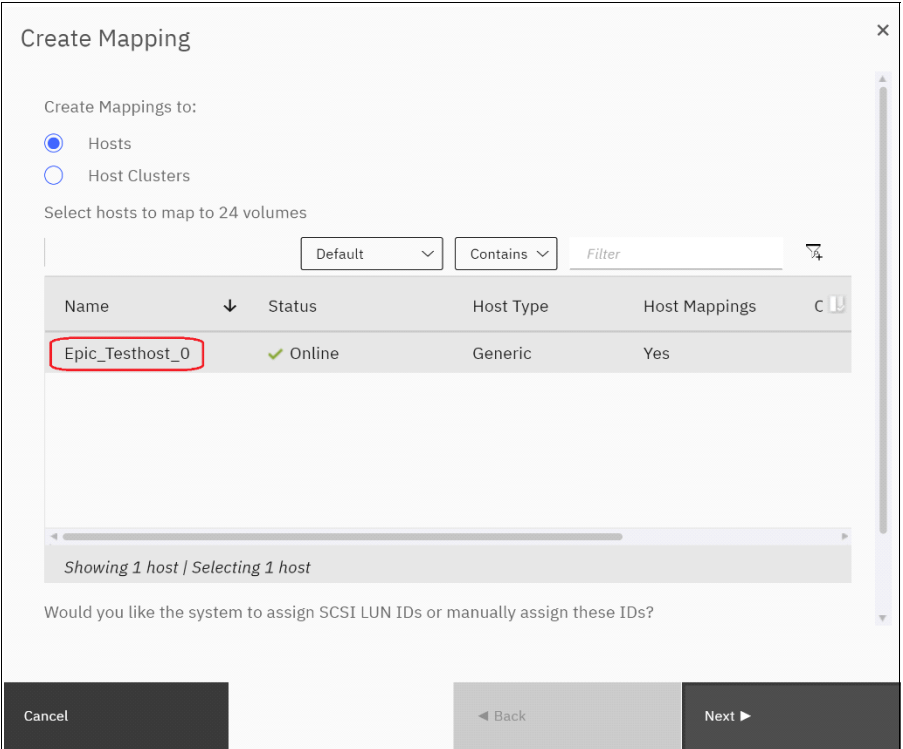 Create Mapping
Create Mappings to:
Hosts
Host Clusters
Select hosts to map to 24 volumes
Default Contains Filter
Name Status Host Type Host Mappings C
Epic_Testhost_0 Online Generic Yes
Showing 1 host | Selecting 1 host
Would you like the system to assign SCSI LUN IDs or manually assign these IDs?
Cancel Back Next